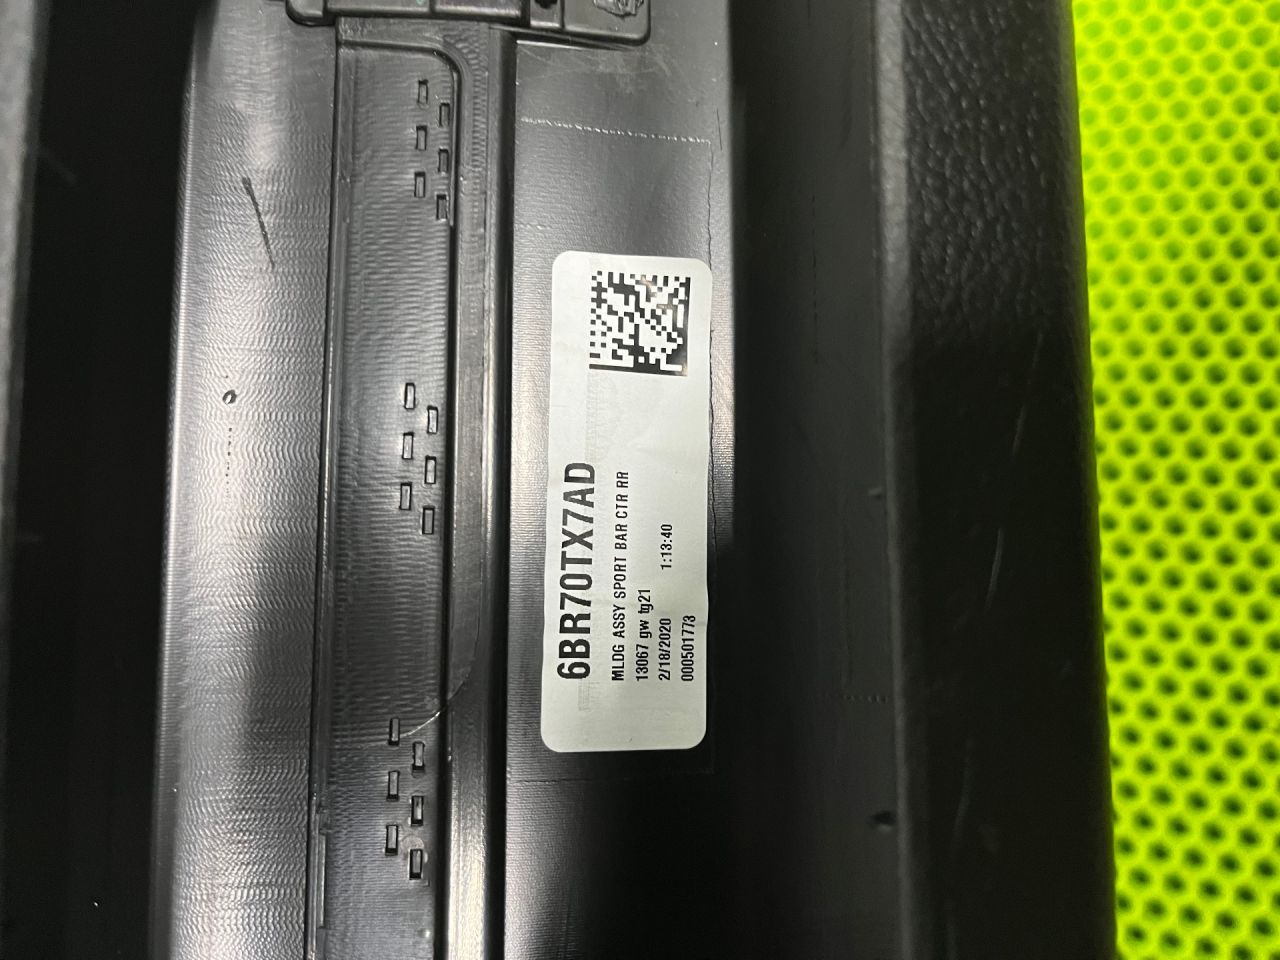 6BR70TX7AD
MLDG ASSY SPORT BAR CTR RR
13067 gw tg21
2/18/2020 1:13:40
000501773